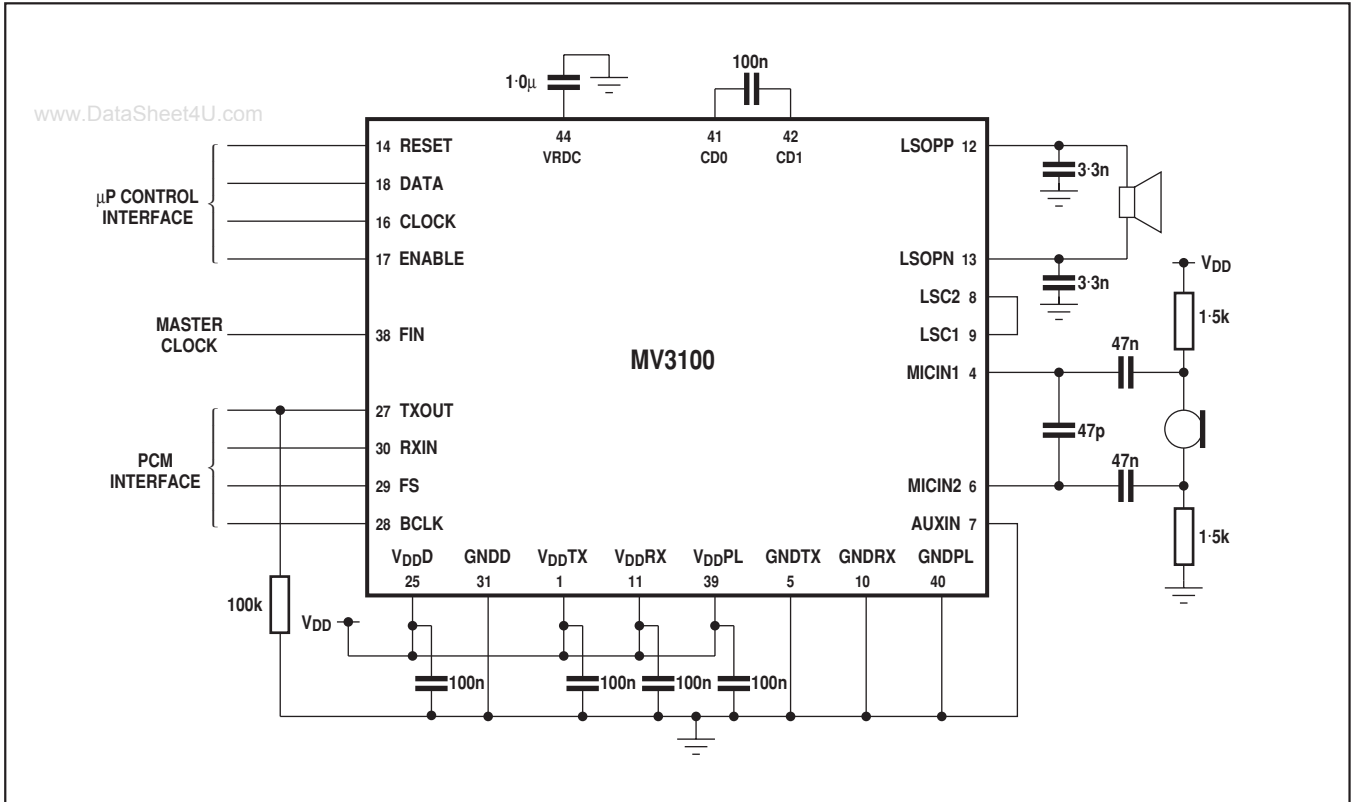 www.DataSheet4U.com
1·0µ
100n
44
VRDC
41
CD0
42
CD1
14 RESET
18 DATA
16 CLOCK
17 ENABLE
µP CONTROL
INTERFACE
MASTER
CLOCK
38 FIN
27 TXOUT
30 RXIN
29 FS
28 BCLK
PCM
INTERFACE
MV3100
LSOPP 12
3·3n
LSOPN 13
3·3n
LSC2 8
LSC1 9
MICIN1 4
MICIN2 6
AUXIN 7
VDD
1·5k
47n
47p
47n
1·5k
VDDD
25
GNDD
31
VDDTX
1
VDDRX
11
VDDPL
39
GNDTX
5
GNDRX
10
GNDPL
40
100k
VDD
100n
100n
100n
100n